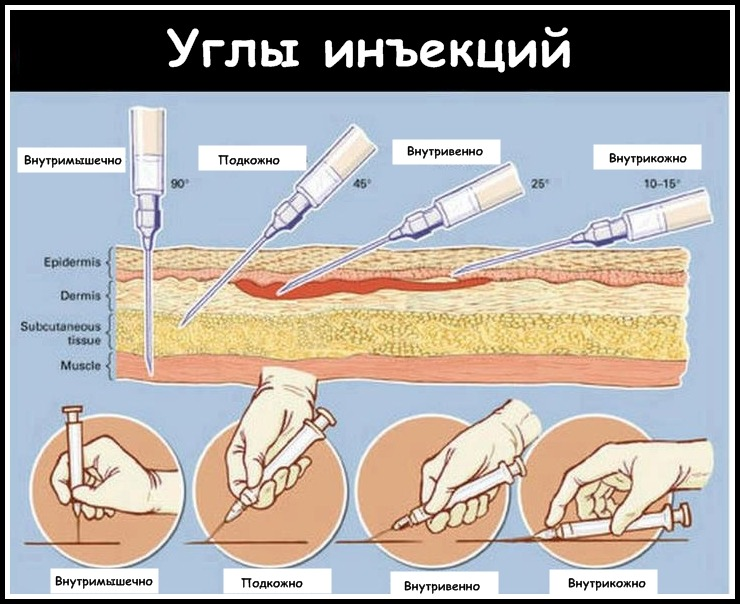 Углы инъекций
Внутримышечно
Подкожно
Внутривенно
Внутрикожно
90°
45°
25°
10-15°
Epidermis
Dermis
Subcutaneous
tissue
Muscle
Внутримышечно
Подкожно
Внутривенно
Внутрикожно